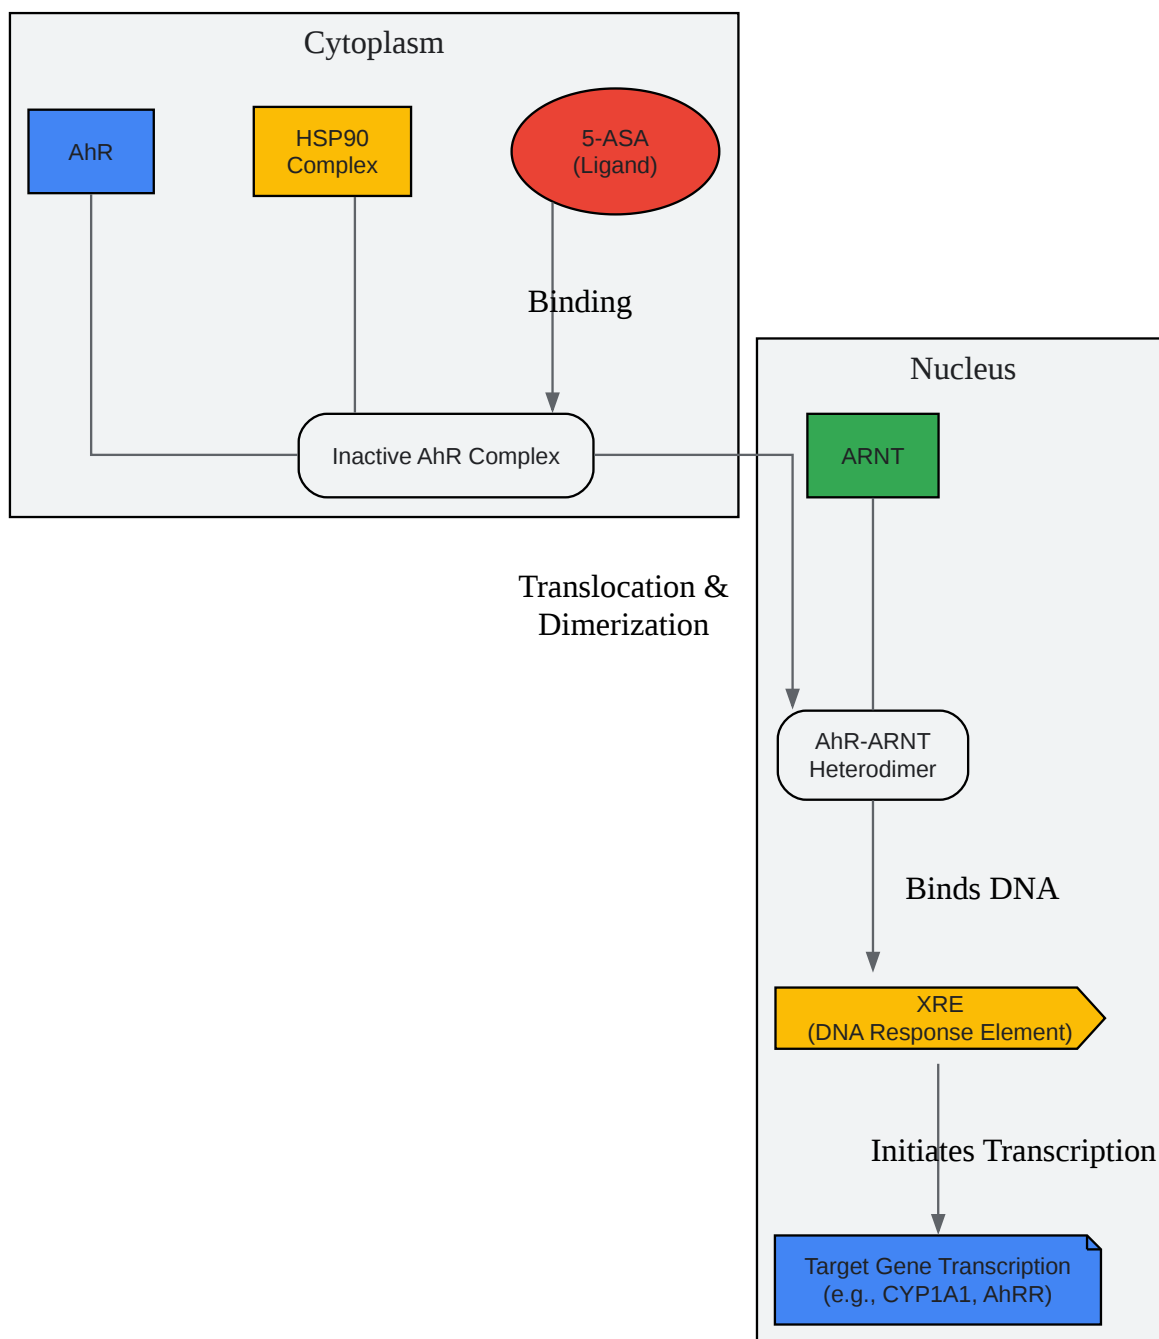 Cytoplasm
AhR
HSP90
Complex
5-ASA
(Ligand)
Binding
Inactive AhR Complex
Nucleus
ARNT
Translocation &
Dimerization
AhR-ARNT
Heterodimer
Binds DNA
XRE
(DNA Response Element)
Initiates Transcription
Target Gene Transcription
(e.g., CYP1A1, AhRR)